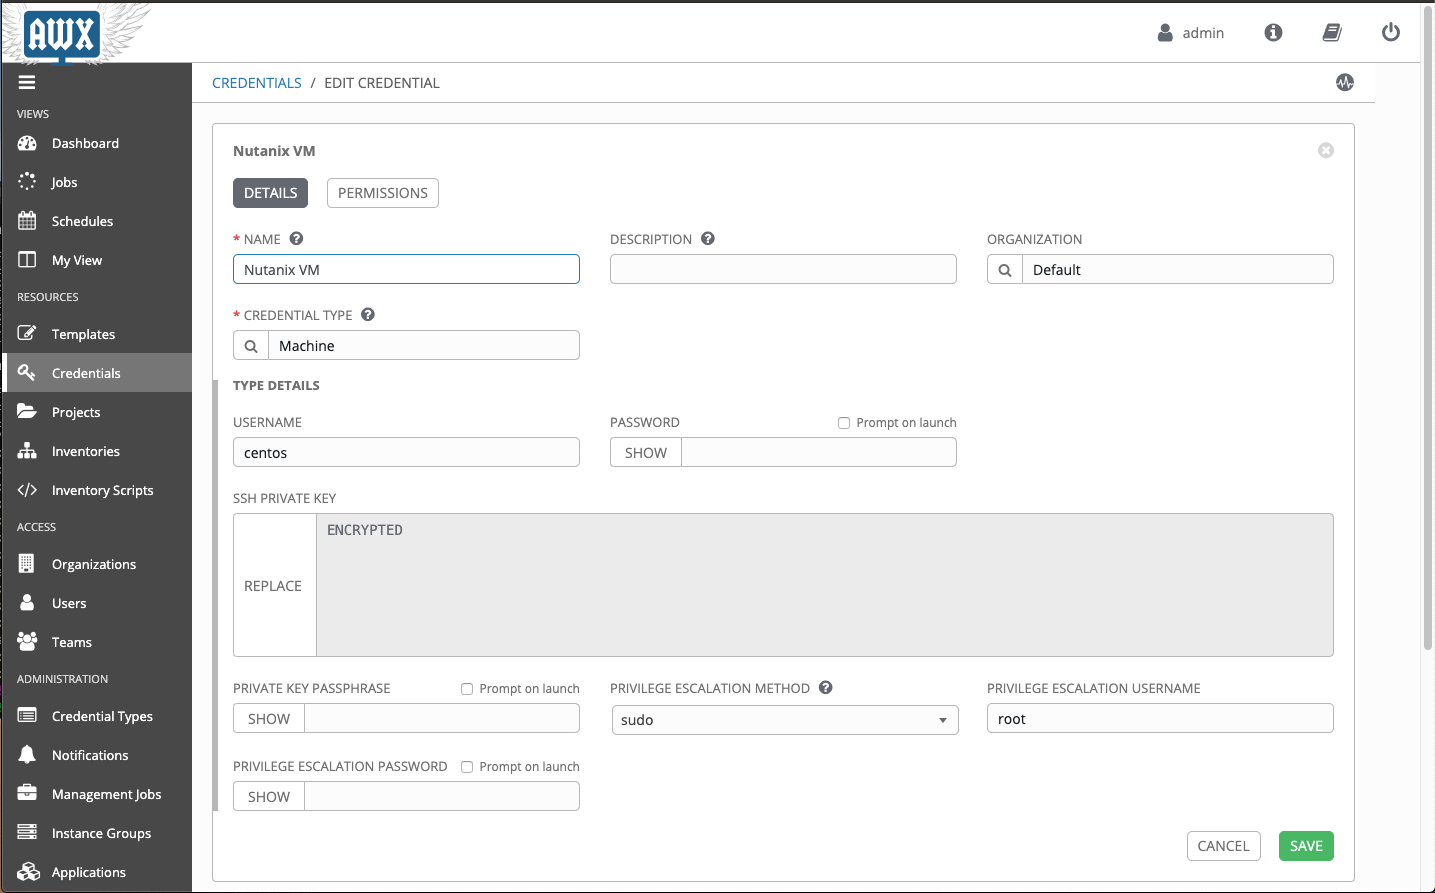 AWX
admin
CREDENTIALS / EDIT CREDENTIAL
VIEWS
Dashboard
Jobs
Schedules
My View
RESOURCES
Templates
Credentials
Projects
Inventories
Inventory Scripts
ACCESS
Organizations
Users
Teams
ADMINISTRATION
Credential Types
Notifications
Management Jobs
Instance Groups
Applications
Nutanix VM
DETAILS PERMISSIONS
* NAME DESCRIPTION ORGANIZATION
Nutanix VM Default
* CREDENTIAL TYPE
Machine
TYPE DETAILS
USERNAME PASSWORD Prompt on launch
centos SHOW
SSH PRIVATE KEY
ENCRYPTED
REPLACE
PRIVATE KEY PASSPHRASE Prompt on launch PRIVILEGE ESCALATION METHOD PRIVILEGE ESCALATION USERNAME
SHOW sudo root
PRIVILEGE ESCALATION PASSWORD Prompt on launch
SHOW
CANCEL SAVE